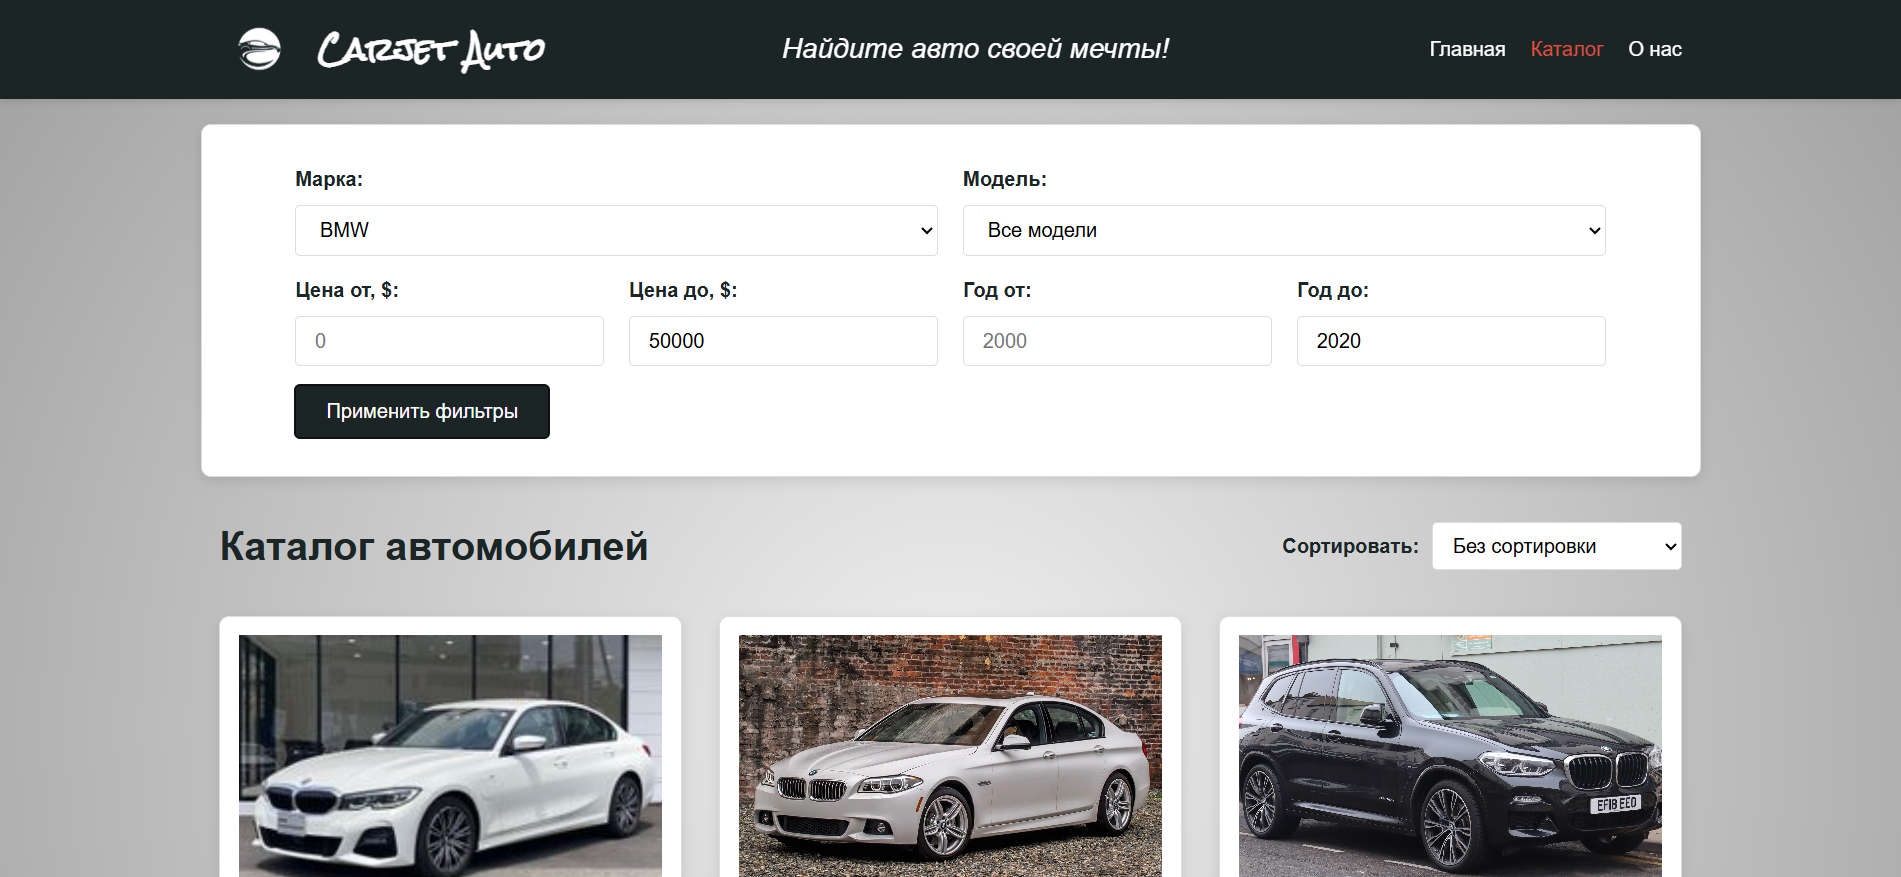 Carjet Auto
Найдите авто своей мечты!
Главная Каталог О нас
Марка: Модель:
BMW Все модели
Цена от, $: Цена до, $: Год от: Год до:
0 50000 2000 2020
Применить фильтры
Каталог автомобилей
Сортировать: Без сортировки
EF18 EEO